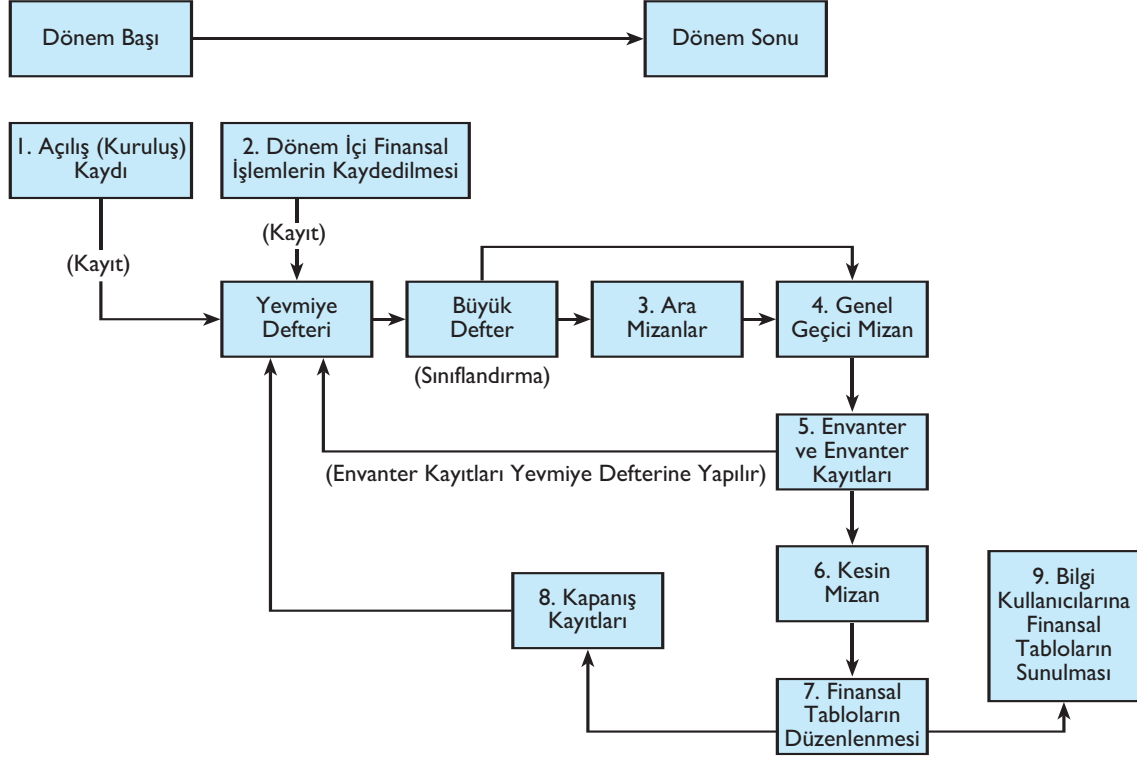 Dönem Başı
Dönem Sonu
1. Açılış (Kuruluş)
Kaydı
2. Dönem İçi Finansal
İşlemlerin Kaydedilmesi
(Kayıt)
(Kayıt)
Yevmiye
Defteri
Büyük
Defter
(Sınıflandırma)
3. Ara
Mizanlar
4. Genel
Geçici Mizan
5. Envanter
ve Envanter
Kayıtları
(Envanter Kayıtları Yevmiye Defterine Yapılır)
6. Kesin
Mizan
7. Finansal
Tabloların
Düzenlenmesi
8. Kapanış
Kayıtları
9. Bilgi
Kullanıcılarına
Finansal
Tabloların
Sunulması